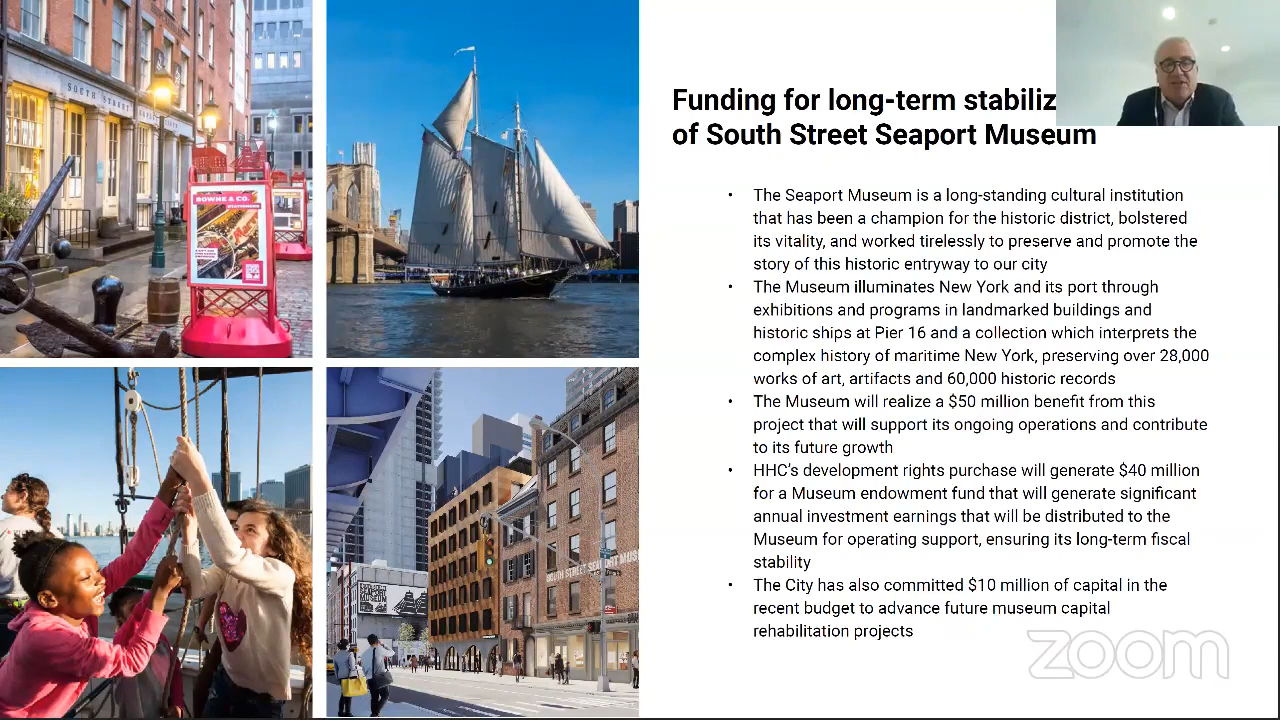 SOUTH STREET
BOWNE & CO.
Funding for long-term stabiliz
of South Street Seaport Museum
• The Seaport Museum is a long-standing cultural institution
that has been a champion for the historic district, bolstered
its vitality, and worked tirelessly to preserve and promote the
story of this historic entryway to our city
• The Museum illuminates New York and its port through
exhibitions and programs in landmarked buildings and
historic ships at Pier 16 and a collection which interprets the
complex history of maritime New York, preserving over 28,000
works of art, artifacts and 60,000 historic records
• The Museum will realize a $50 million benefit from this
project that will support its ongoing operations and contribute
to its future growth
• HHC's development rights purchase will generate $40 million
for a Museum endowment fund that will generate significant
annual investment earnings that will be distributed to the
Museum for operating support, ensuring its long-term fiscal
stability
• The City has also committed $10 million of capital in the
recent budget to advance future museum capital
rehabilitation projects
SOUTH STREET SEAPORT MUS
zoom